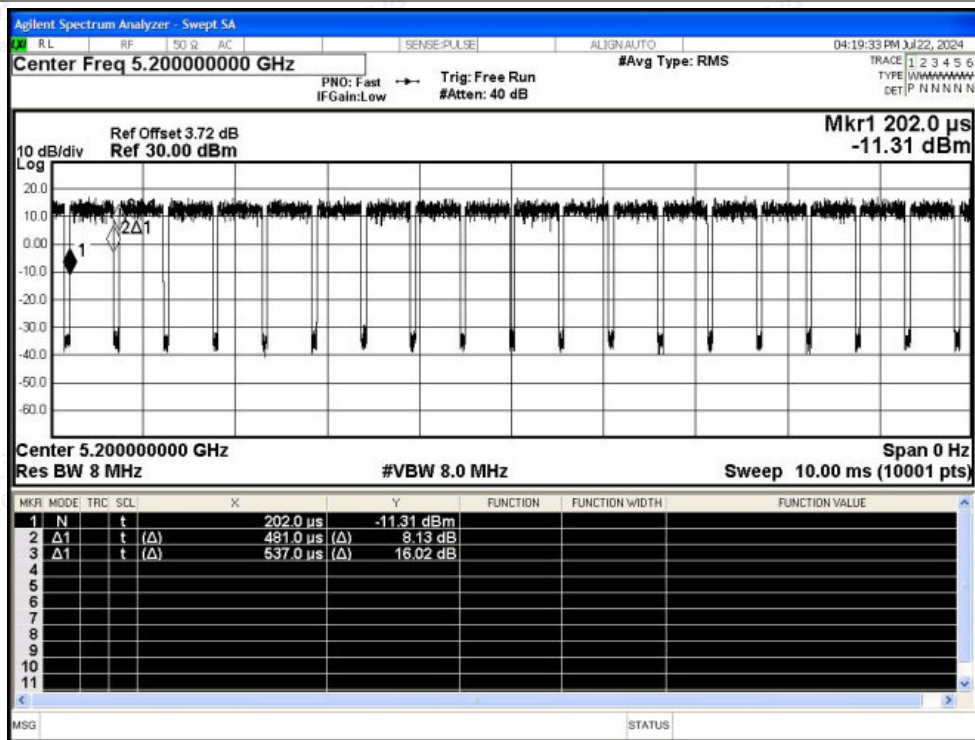 Agilent Spectrum Analyzer - Swept SA
LXI RL RF 50 Ω AC SENSE:PULSE ALIGNAUTO 04:19:33 PM Jul 22, 2024
Center Freq 5.200000000 GHz
#Avg Type: RMS
TRACE 1 2 3 4 5 6
PNO: Fast Trig: Free Run
TYPE WWWWWW
IFGain:Low #Atten: 40 dB
DET P N N N N N
Mkr1 202.0 µs
-11.31 dBm
Ref Offset 3.72 dB
10 dB/div Ref 30.00 dBm
Log
20.0
10.0
2Δ1
0.00
1
-10.0
-20.0
-30.0
-40.0
-50.0
-60.0
Center 5.200000000 GHz Span 0 Hz
Res BW 8 MHz #VBW 8.0 MHz Sweep 10.00 ms (10001 pts)
MKR MODE TRC SCL X Y FUNCTION FUNCTION WIDTH FUNCTION VALUE
1 N t 202.0 µs -11.31 dBm
2 Δ1 t (Δ) 481.0 µs (Δ) 8.13 dB
3 Δ1 t (Δ) 537.0 µs (Δ) 16.02 dB
4
5
6
7
8
9
10
11
MSG STATUS